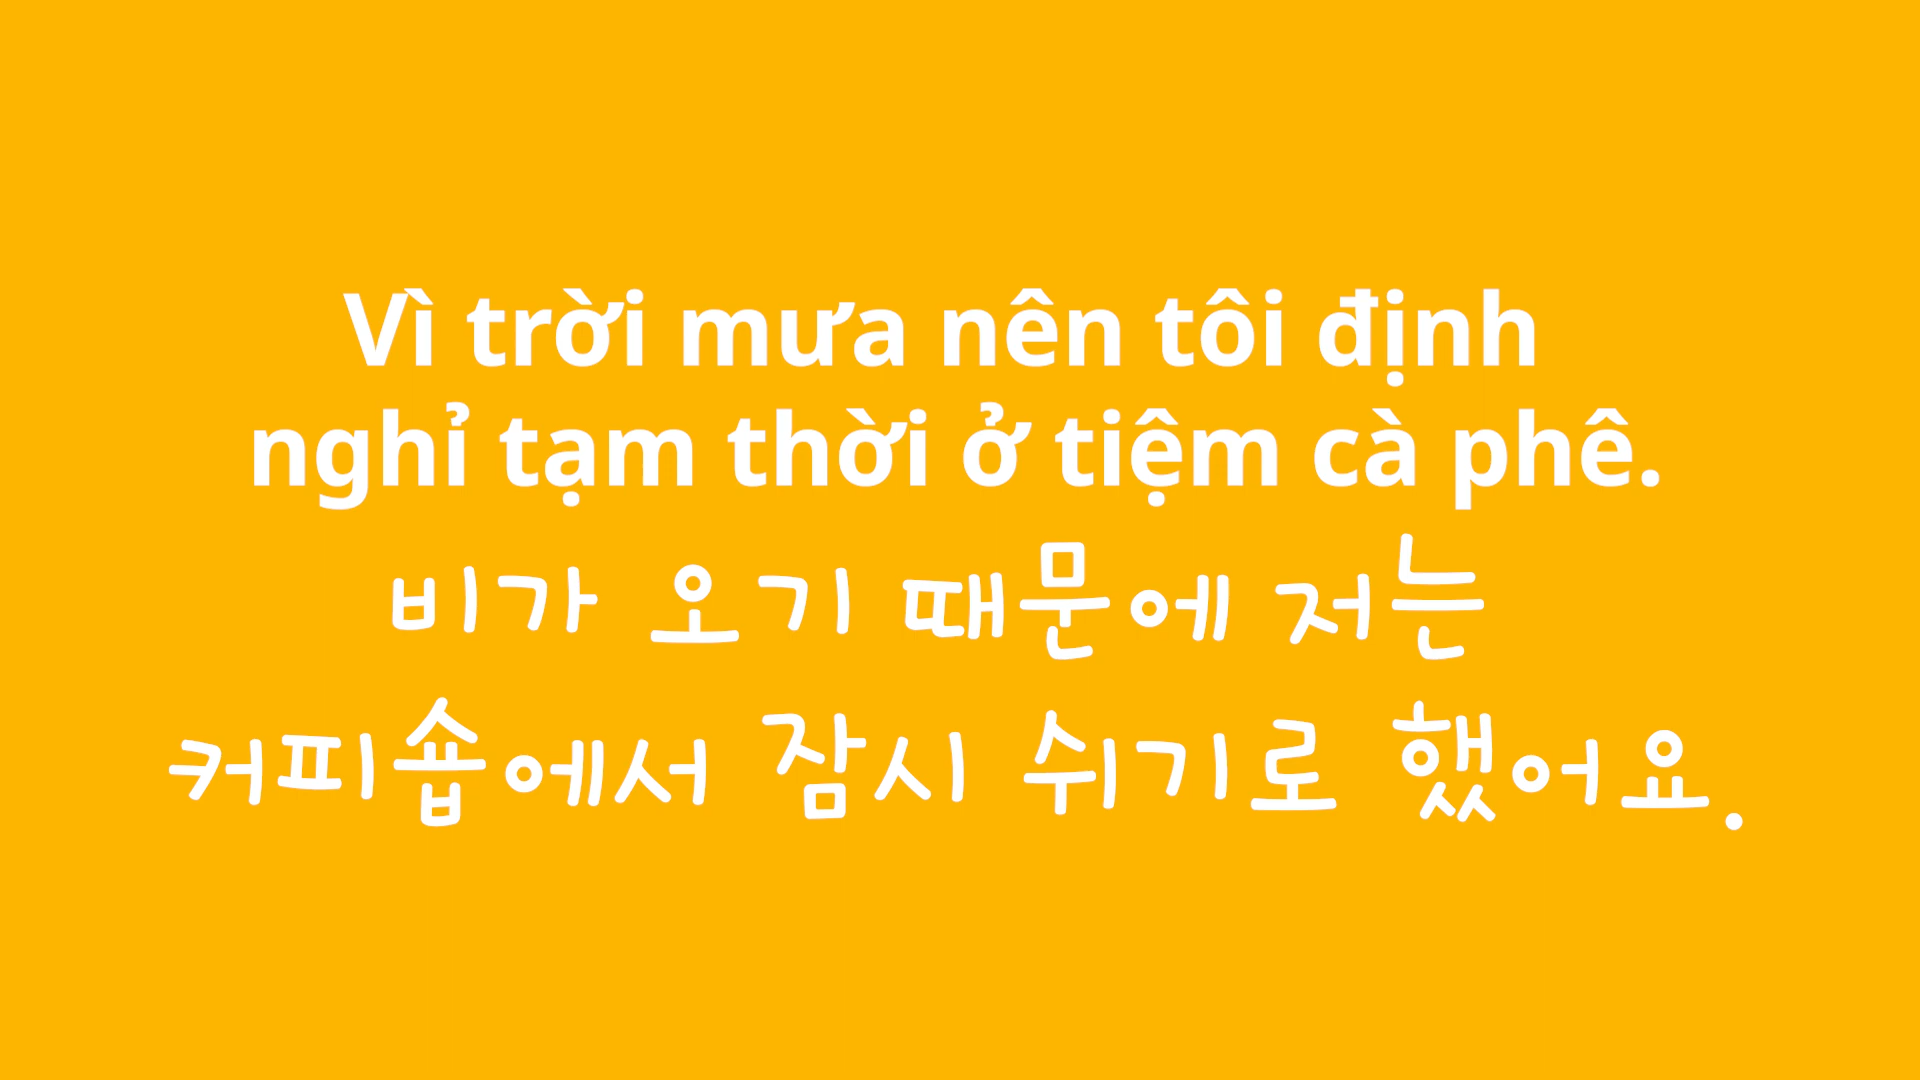 Vì trời mưa nên tôi định
nghỉ tạm thời ở tiệm cà phê.
비가 오기 때문에 저는
커피숍에서 잠시 쉬기로 했어요.